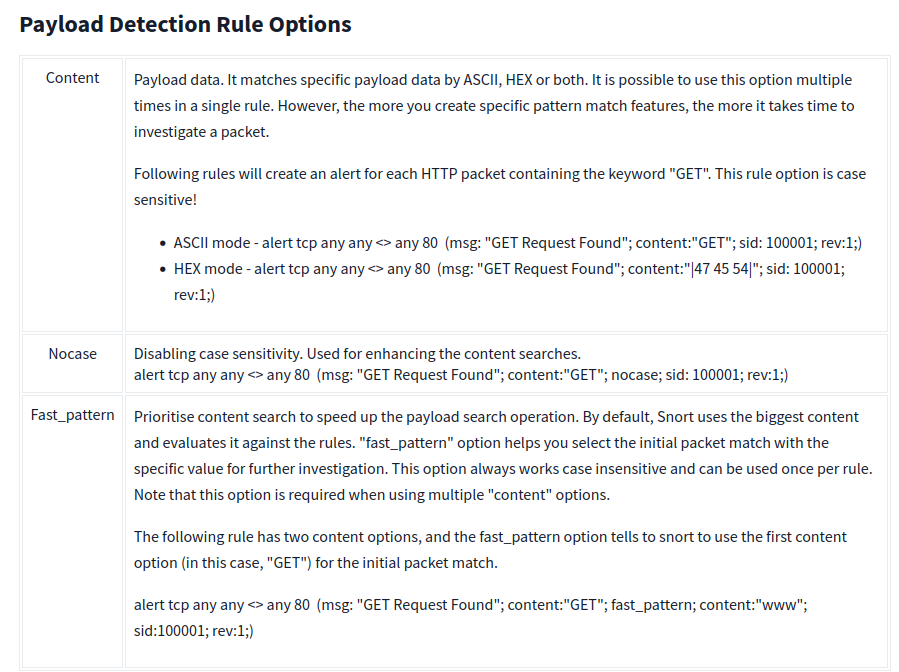 Payload Detection Rule Options
Content
Payload data. It matches specific payload data by ASCII, HEX or both. It is possible to use this option multiple
times in a single rule. However, the more you create specific pattern match features, the more it takes time to
investigate a packet.
Following rules will create an alert for each HTTP packet containing the keyword "GET". This rule option is case
sensitive!
• ASCII mode - alert tcp any any <> any 80  (msg: "GET Request Found"; content:"GET"; sid: 100001; rev:1;)
• HEX mode - alert tcp any any <> any 80  (msg: "GET Request Found"; content:"|47 45 54|"; sid: 100001;
rev:1;)
Nocase
Disabling case sensitivity. Used for enhancing the content searches.
alert tcp any any <> any 80  (msg: "GET Request Found"; content:"GET"; nocase; sid: 100001; rev:1;)
Fast_pattern
Prioritise content search to speed up the payload search operation. By default, Snort uses the biggest content
and evaluates it against the rules. "fast_pattern" option helps you select the initial packet match with the
specific value for further investigation. This option always works case insensitive and can be used once per rule.
Note that this option is required when using multiple "content" options.
The following rule has two content options, and the fast_pattern option tells to snort to use the first content
option (in this case, "GET") for the initial packet match.
alert tcp any any <> any 80  (msg: "GET Request Found"; content:"GET"; fast_pattern; content:"www";
sid:100001; rev:1;)